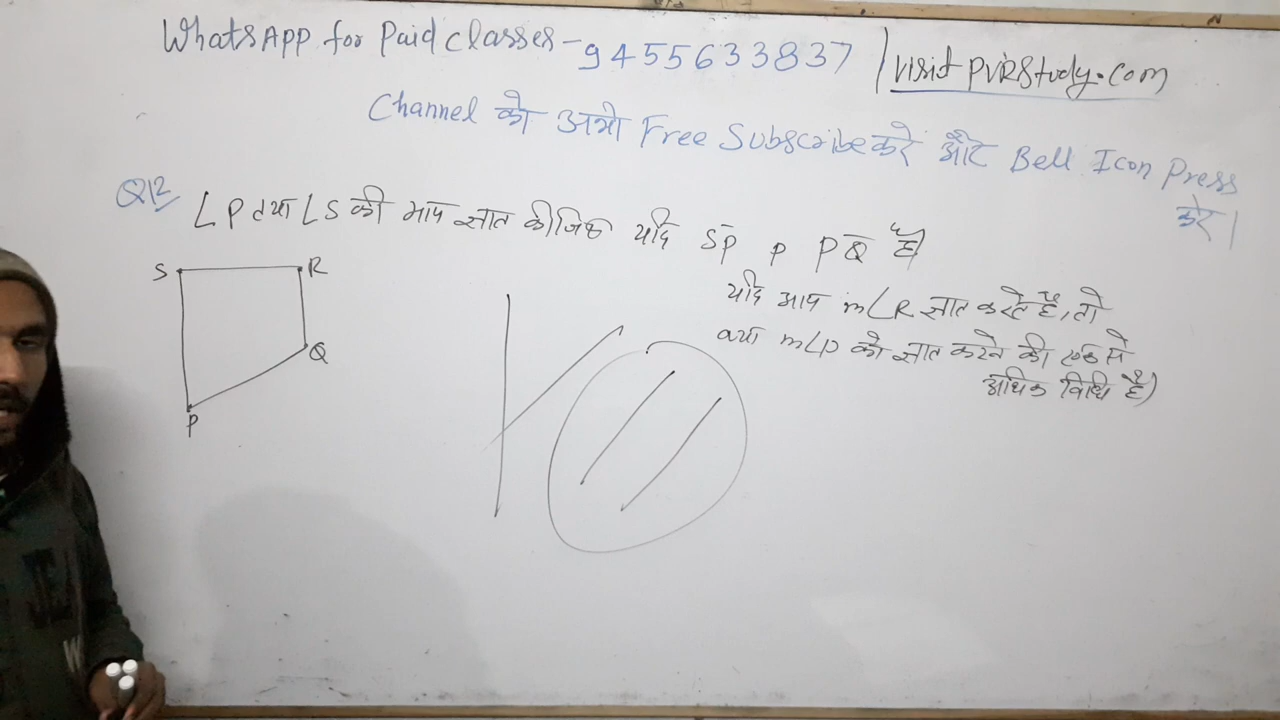 WhatsApp for Paid classes - 9455633837 / visit pvrstudy.com
Channel को अभी Free Subscribe करे और Bell Icon Press
करे।
Q12 ∠P तथा ∠S की माप ज्ञात कीजिए यदि SP P PQ है।
यदि आप m∠R ज्ञात करते है, तो
क्या m∠P को ज्ञात करने की एक से
अधिक विधि है)
S R
Q
P